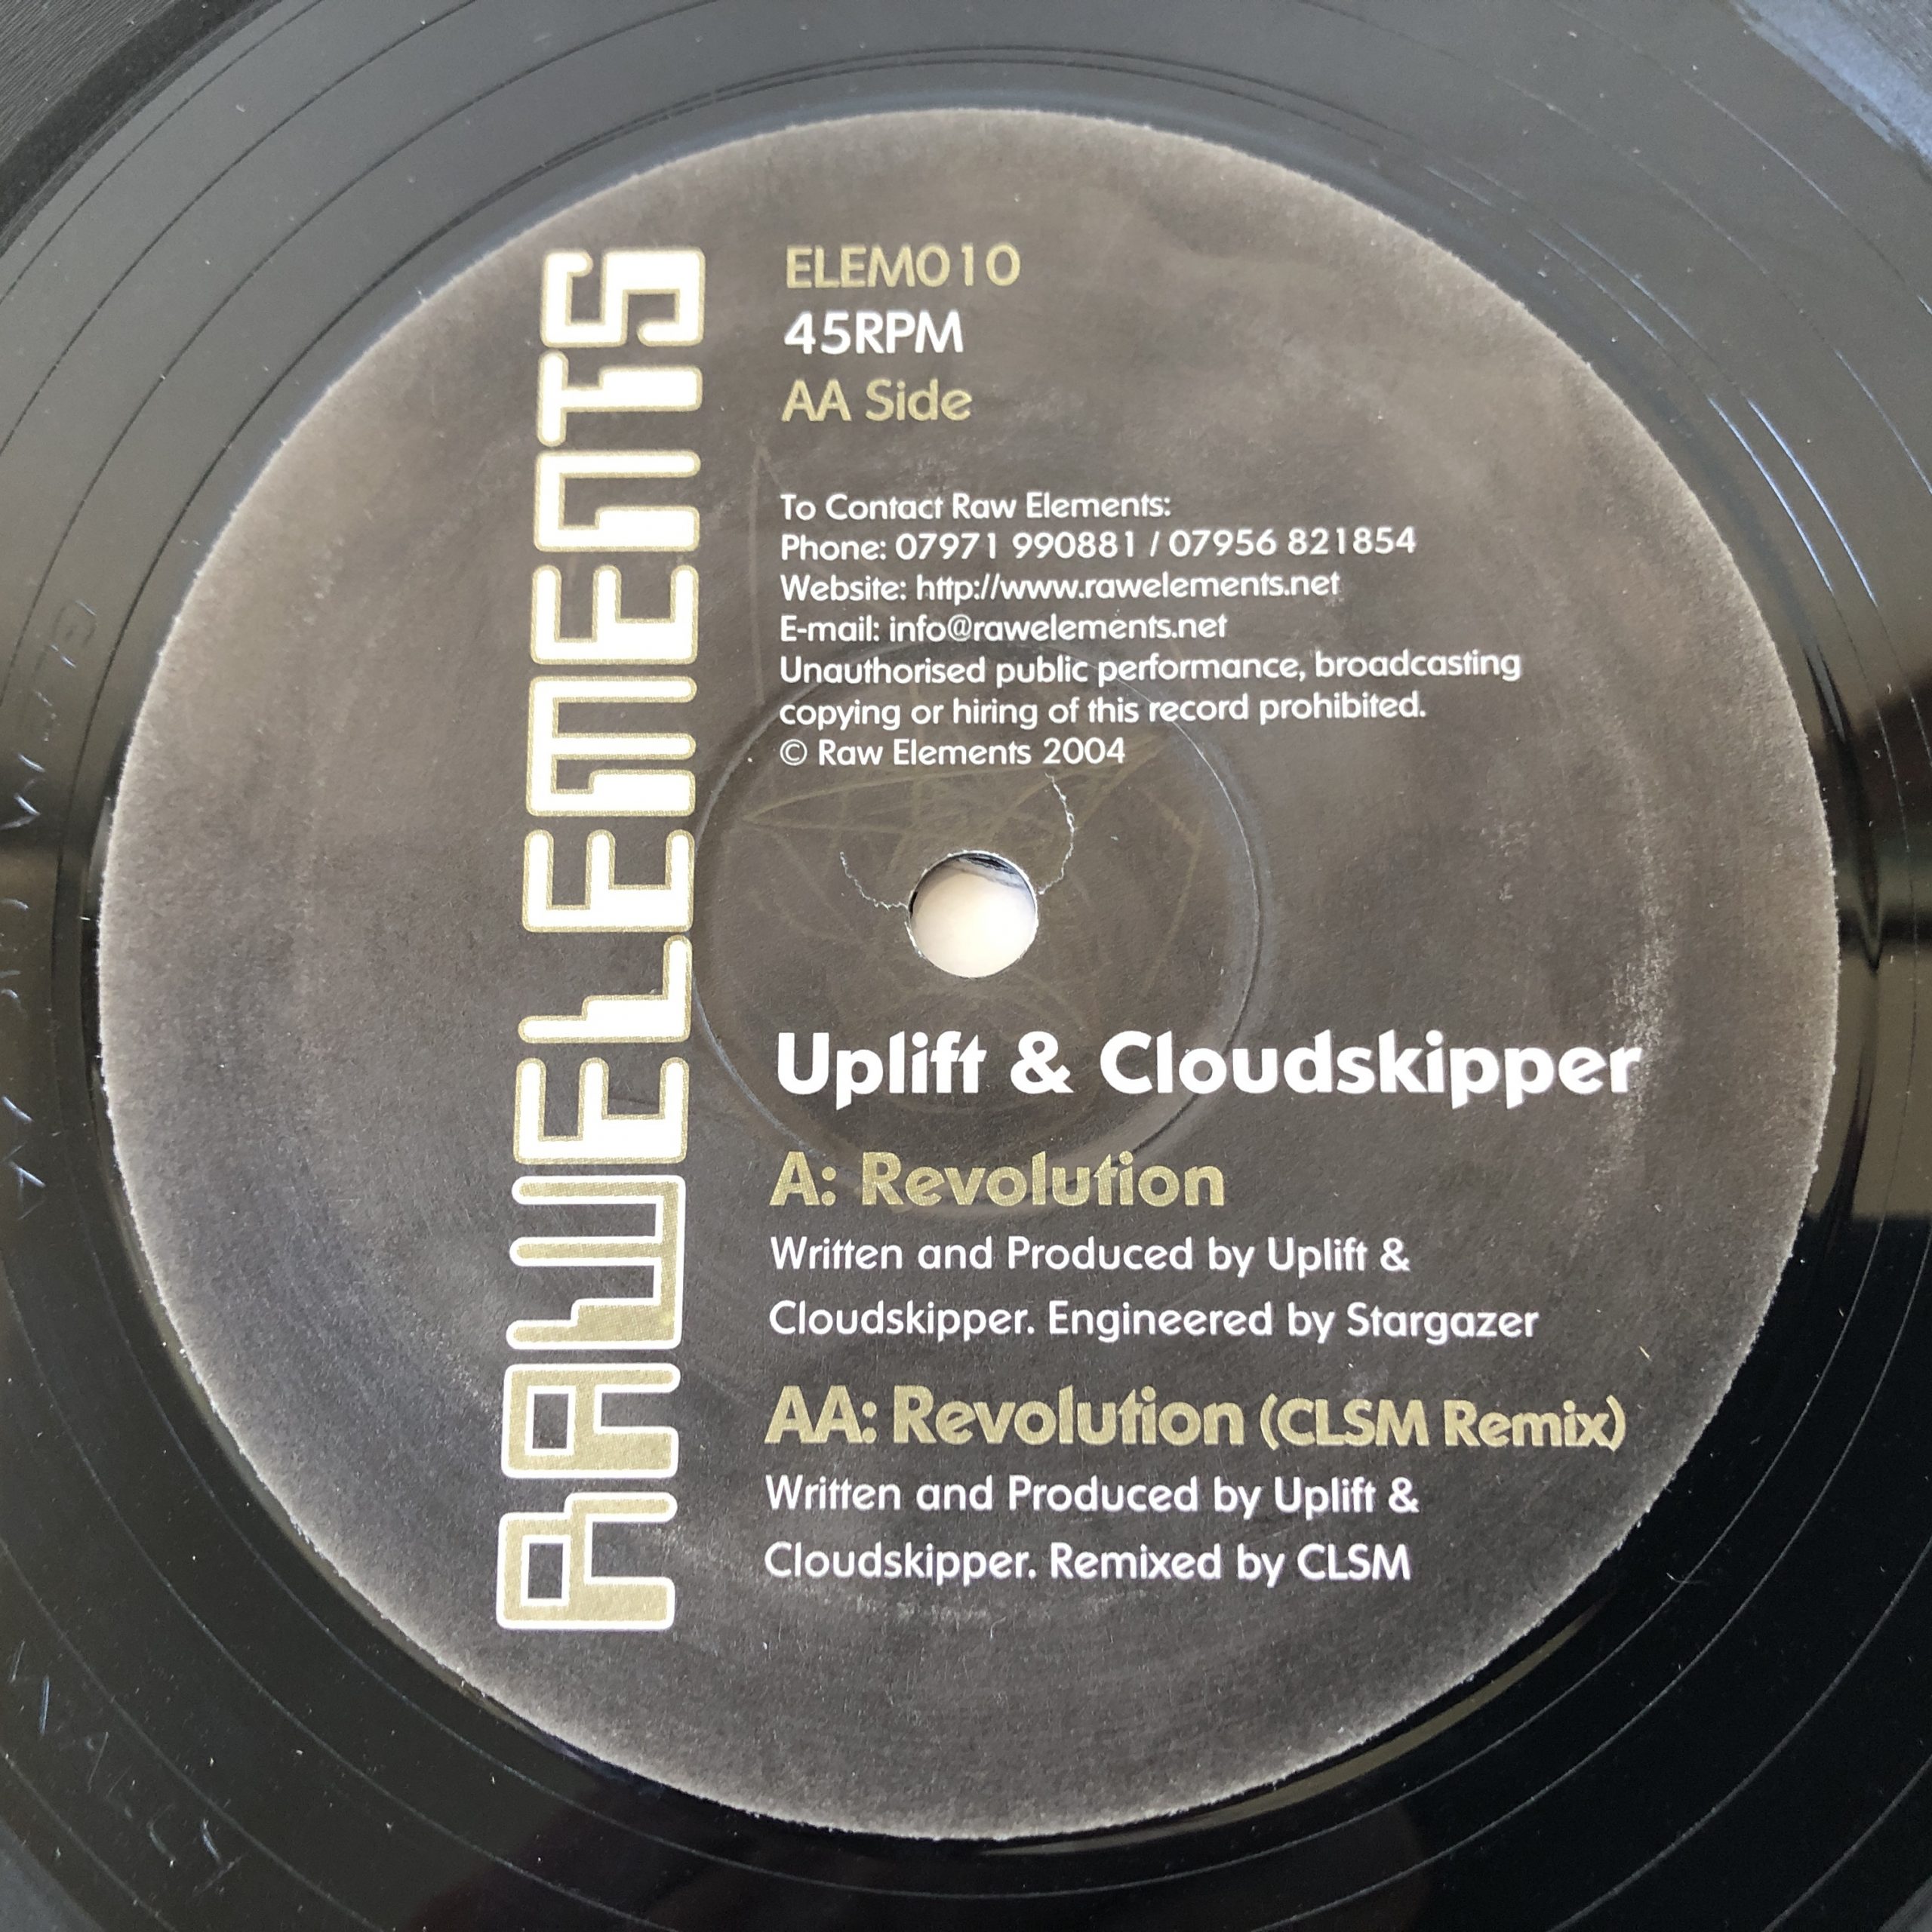 RAWELEMENTS
ELEM010
45RPM
AA Side
To Contact Raw Elements:
Phone: 07971 990881 / 07956 821854
Website: http://www.rawelements.net
E-mail: info@rawelements.net
Unauthorised public performance, broadcasting
copying or hiring of this record prohibited.
© Raw Elements 2004
Uplift & Cloudskipper
A: Revolution
Written and Produced by Uplift &
Cloudskipper. Engineered by Stargazer
AA: Revolution (CLSM Remix)
Written and Produced by Uplift &
Cloudskipper. Remixed by CLSM